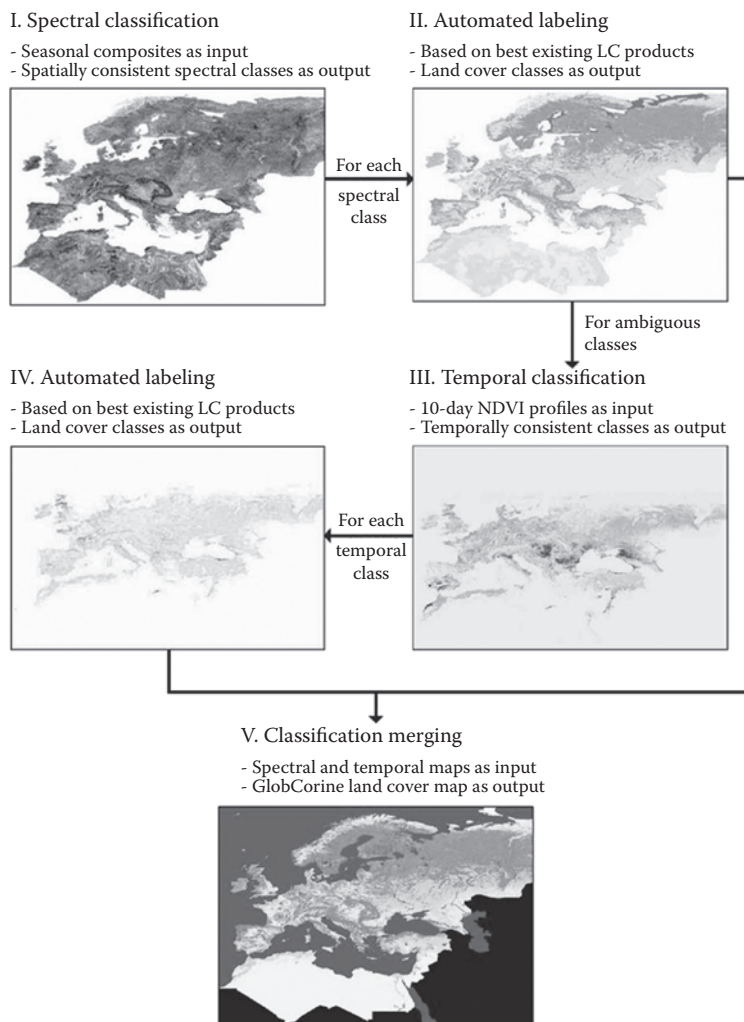 I. Spectral classification
- Seasonal composites as input
- Spatially consistent spectral classes as output
II. Automated labeling
- Based on best existing LC products
- Land cover classes as output
For each
spectral
class
For ambiguous
classes
III. Temporal classification
- 10-day NDVI profiles as input
- Temporally consistent classes as output
For each
temporal
class
IV. Automated labeling
- Based on best existing LC products
- Land cover classes as output
V. Classification merging
- Spectral and temporal maps as input
- GlobCorine land cover map as output